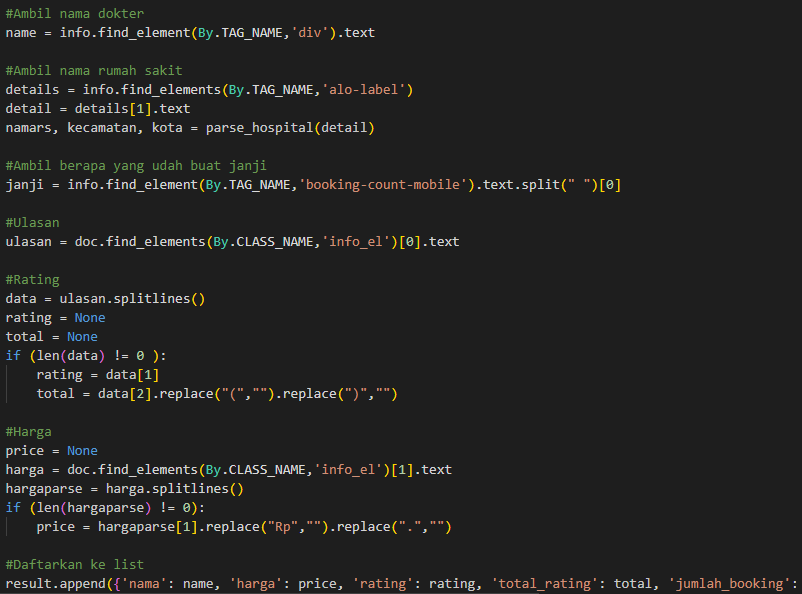 #Ambil nama dokter
name = info.find_element(By.TAG_NAME,'div').text
#Ambil nama rumah sakit
details = info.find_elements(By.TAG_NAME,'alo-label')
detail = details[1].text
namars, kecamatan, kota = parse_hospital(detail)
#Ambil berapa yang udah buat janji
janji = info.find_element(By.TAG_NAME,'booking-count-mobile').text.split(" ")[0]
#Ulasan
ulasan = doc.find_elements(By.CLASS_NAME,'info_el')[0].text
#Rating
data = ulasan.splitlines()
rating = None
total = None
if (len(data) != 0 ):
    rating = data[1]
    total = data[2].replace("(","").replace(")","")
#Harga
price = None
harga = doc.find_elements(By.CLASS_NAME,'info_el')[1].text
hargaparse = harga.splitlines()
if (len(hargaparse) != 0):
    price = hargaparse[1].replace("Rp","").replace(".","")
#Daftarkan ke list
result.append({'nama': name, 'harga': price, 'rating': rating, 'total_rating': total, 'jumlah_booking':